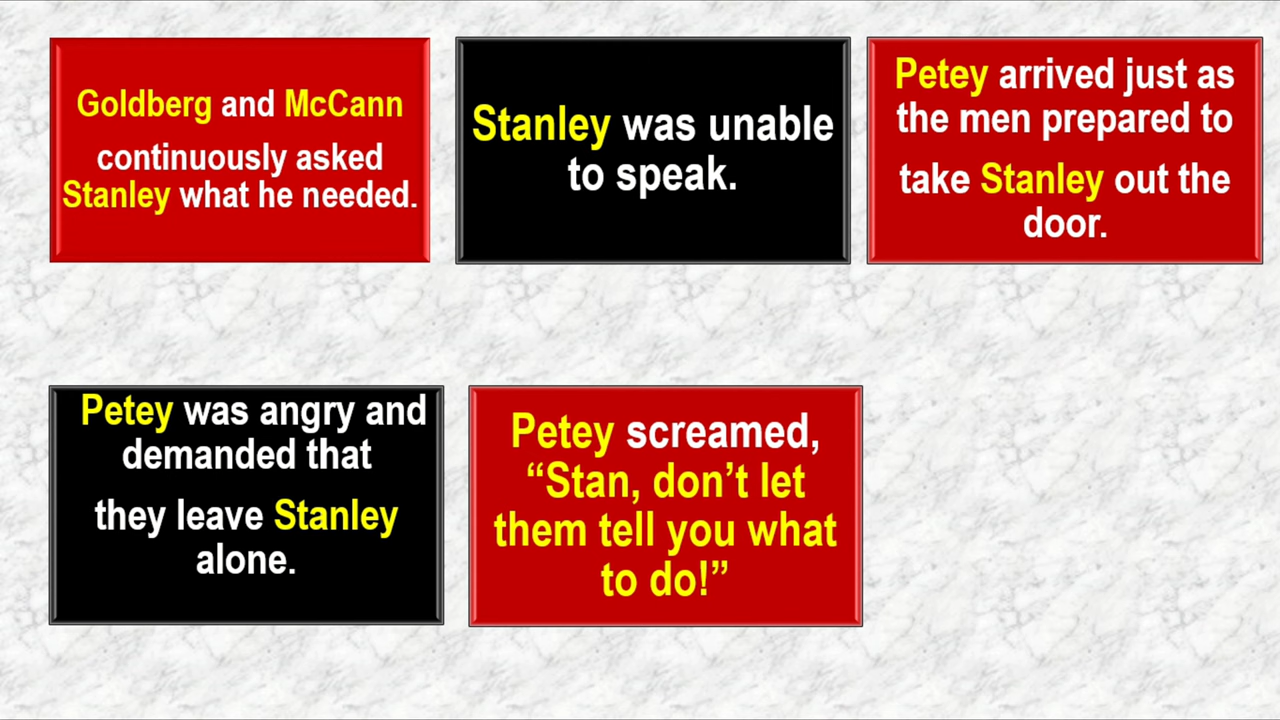 Goldberg and McCann
continuously asked
Stanley what he needed.
Stanley was unable
to speak.
Petey arrived just as
the men prepared to
take Stanley out the
door.
Petey was angry and
demanded that
they leave Stanley
alone.
Petey screamed,
“Stan, don’t let
them tell you what
to do!”